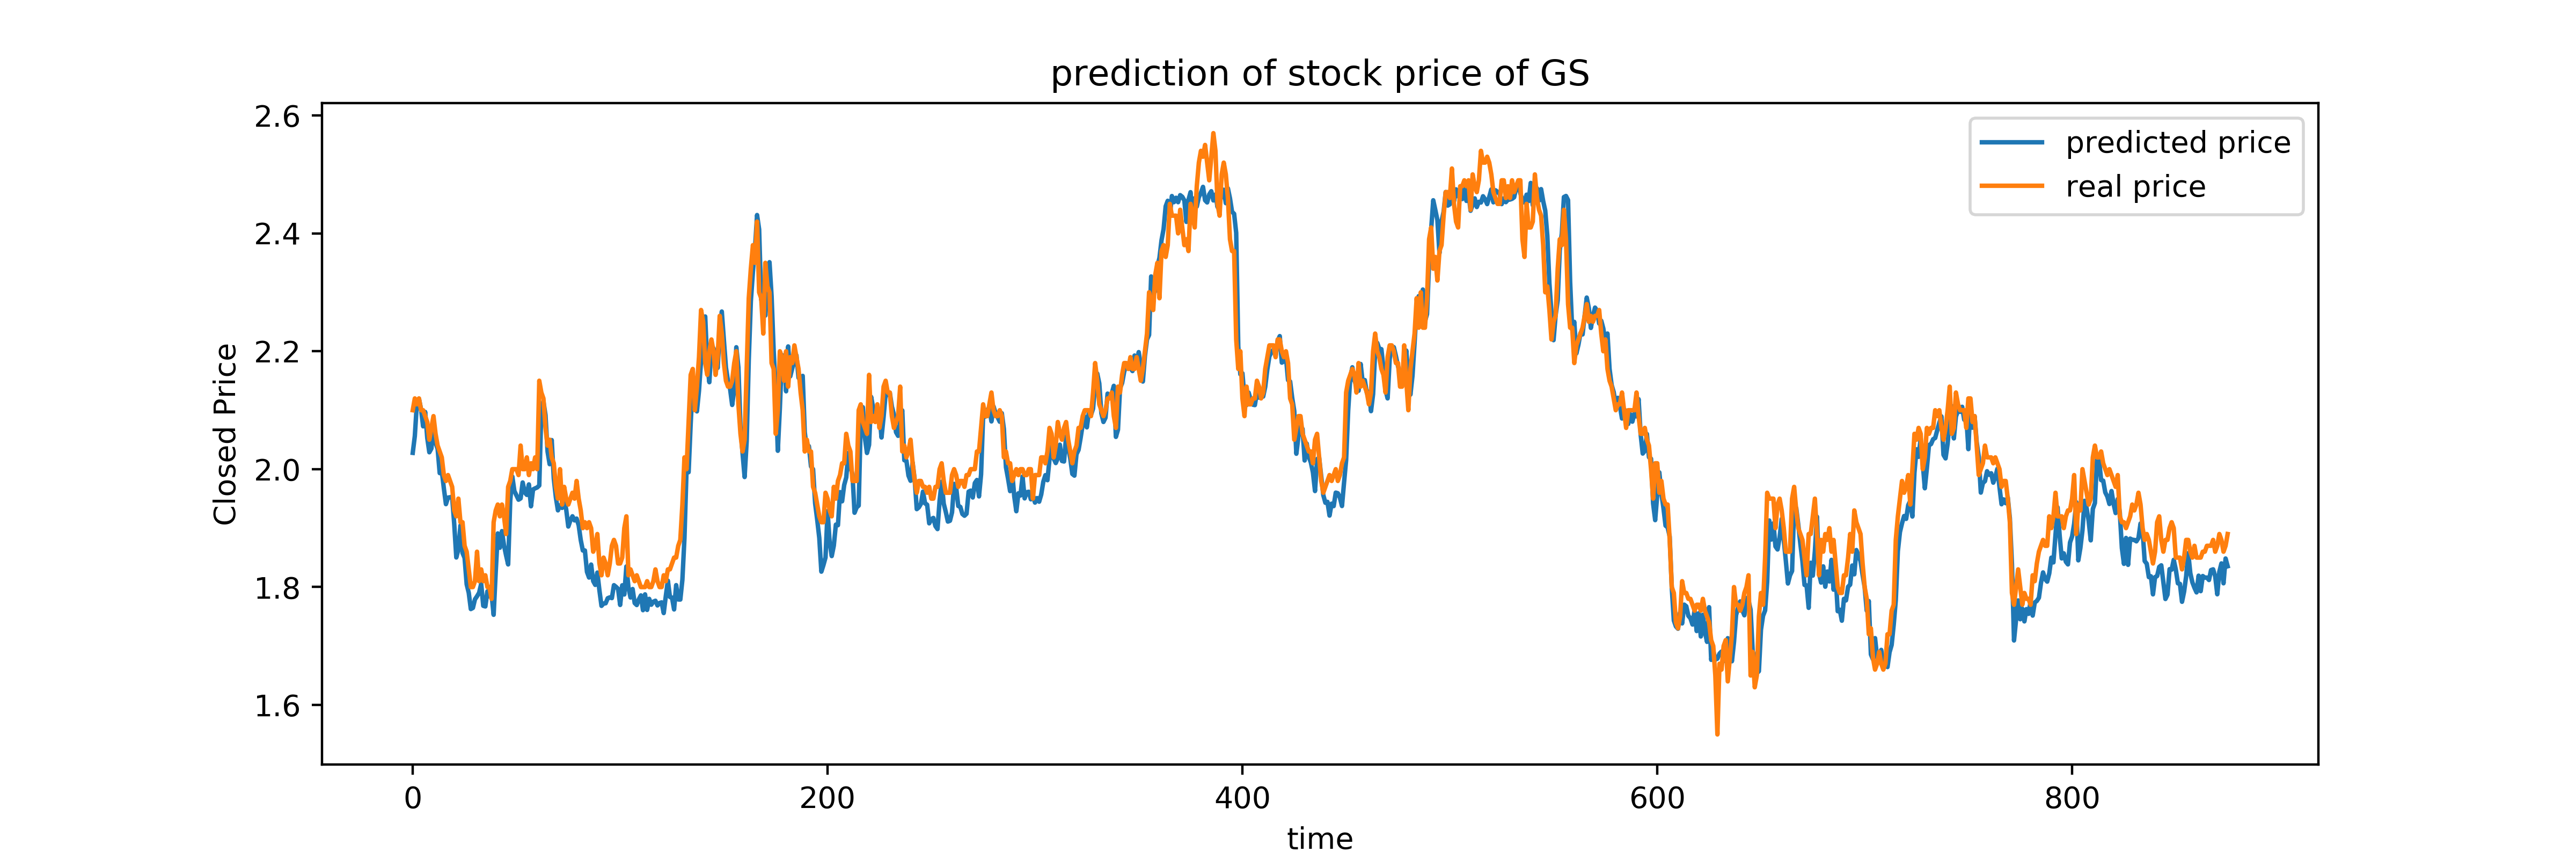 prediction of stock price of GS
predicted price
real price
Closed Price
2.6
2.4
2.2
2.0
1.8
1.6
0 200 400 600 800
time